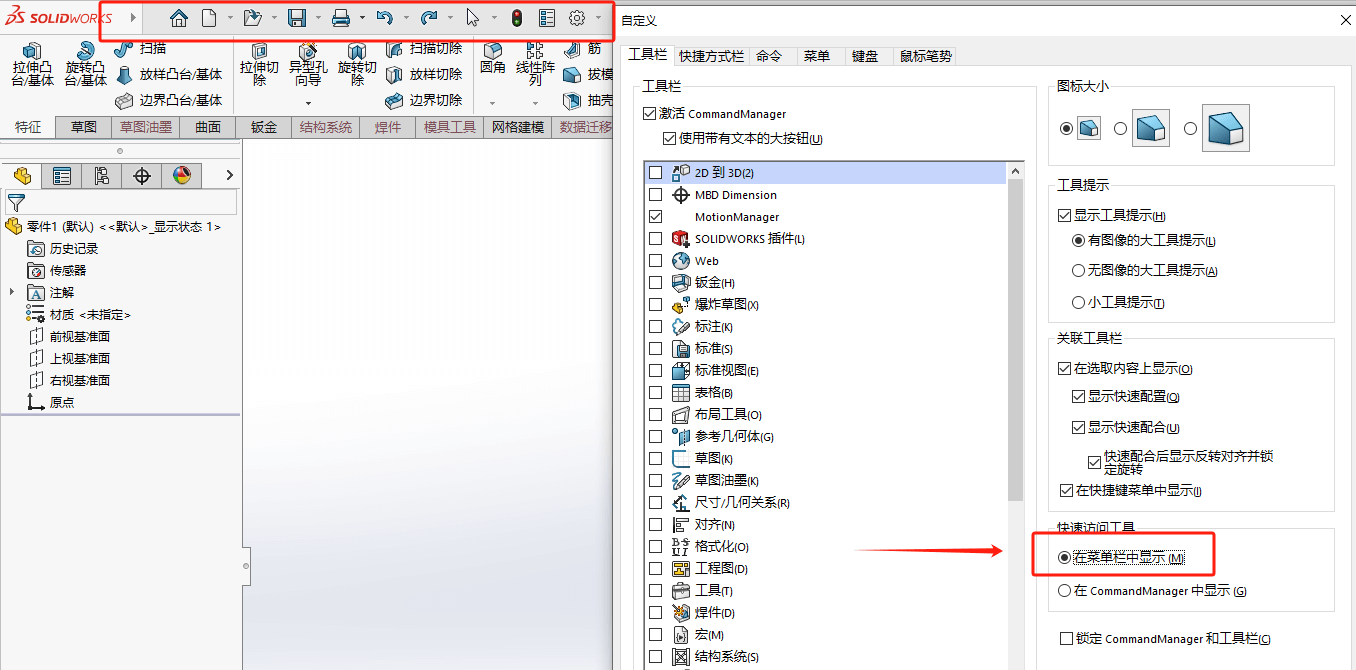 SOLIDWORKS
拉伸凸台/基体
旋转凸台/基体
扫描
放样凸台/基体
边界凸台/基体
拉伸切除
异型孔向导
旋转切除
扫描切除
放样切除
边界切除
圆角
线性阵列
筋
拔模
抽壳
特征
草图
草图油墨
曲面
钣金
结构系统
焊件
模具工具
网格建模
数据迁移
零件1 (默认) <<默认>_显示状态 1>
历史记录
传感器
注解
材质 <未指定>
前视基准面
上视基准面
右视基准面
原点
自定义
工具栏
快捷方式栏
命令
菜单
键盘
鼠标笔势
工具栏
激活 CommandManager
使用带有文本的大按钮(U)
2D 到 3D(2)
MBD Dimension
MotionManager
SOLIDWORKS 插件(L)
Web
钣金(H)
爆炸草图(X)
标注(K)
标准(S)
标准视图(E)
表格(B)
布局工具(O)
参考几何体(G)
草图(K)
草图油墨(K)
尺寸/几何关系(R)
对齐(N)
格式化(O)
工程图(D)
工具(T)
焊件(D)
宏(M)
结构系统(S)
图标大小
工具提示
显示工具提示(H)
有图像的大工具提示(L)
无图像的大工具提示(A)
小工具提示(T)
关联工具栏
在选取内容上显示(O)
显示快速配置(Q)
显示快速配合(U)
快速配合后显示反转对齐并锁
定旋转
在快捷键菜单中显示(I)
快速访问工具
在菜单栏中显示 (M)
在 CommandManager 中显示 (G)
锁定 CommandManager 和工具栏(C)